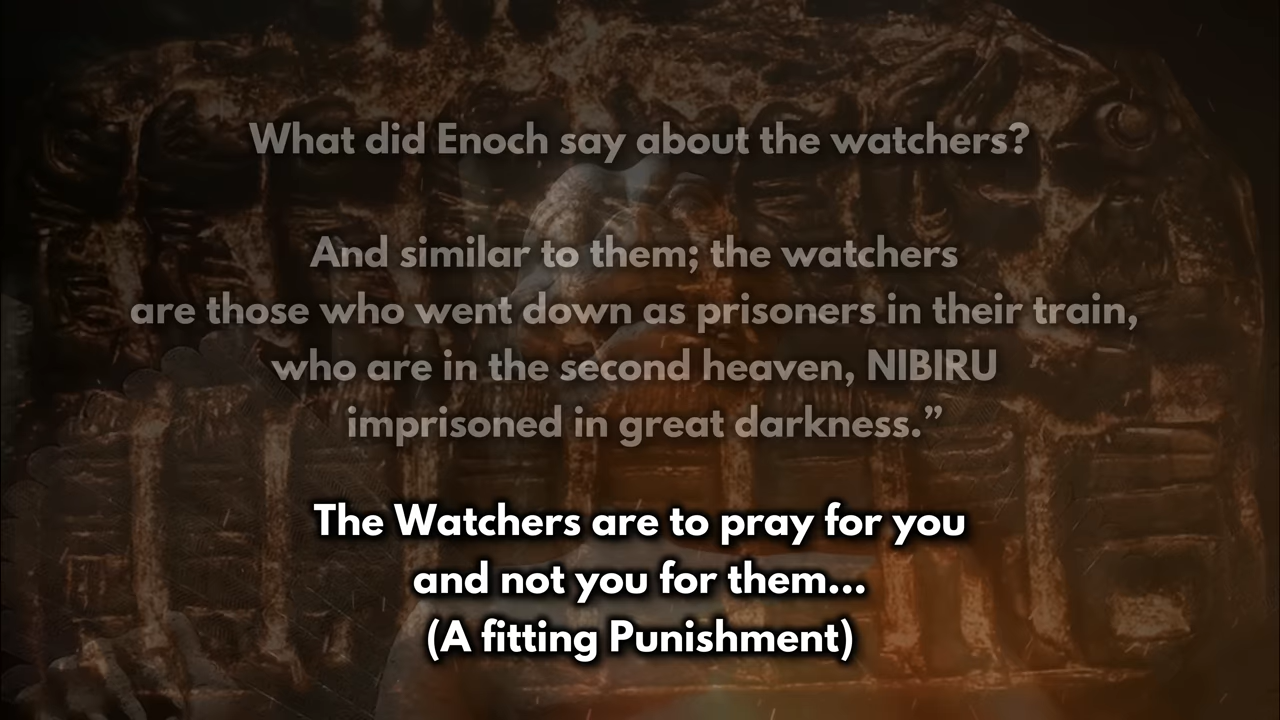 What did Enoch say about the watchers?
And similar to them; the watchers
are those who went down as prisoners in their train,
who are in the second heaven, NIBIRU
imprisoned in great darkness.”
The Watchers are to pray for you
and not you for them...
(A fitting Punishment)